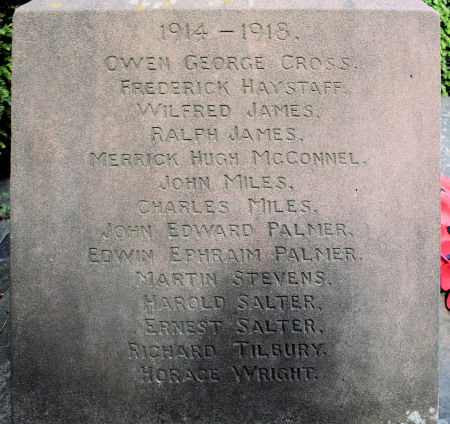 1914 – 1918.
OWEN GEORGE CROSS.
FREDERICK HAYSTAFF.
WILFRED JAMES.
RALPH JAMES.
MERRICK HUGH MCCONNEL.
JOHN MILES.
CHARLES MILES.
JOHN EDWARD PALMER.
EDWIN EPHRAIM PALMER.
MARTIN STEVENS.
HAROLD SALTER.
ERNEST SALTER.
RICHARD TILBURY.
HORACE WRIGHT.